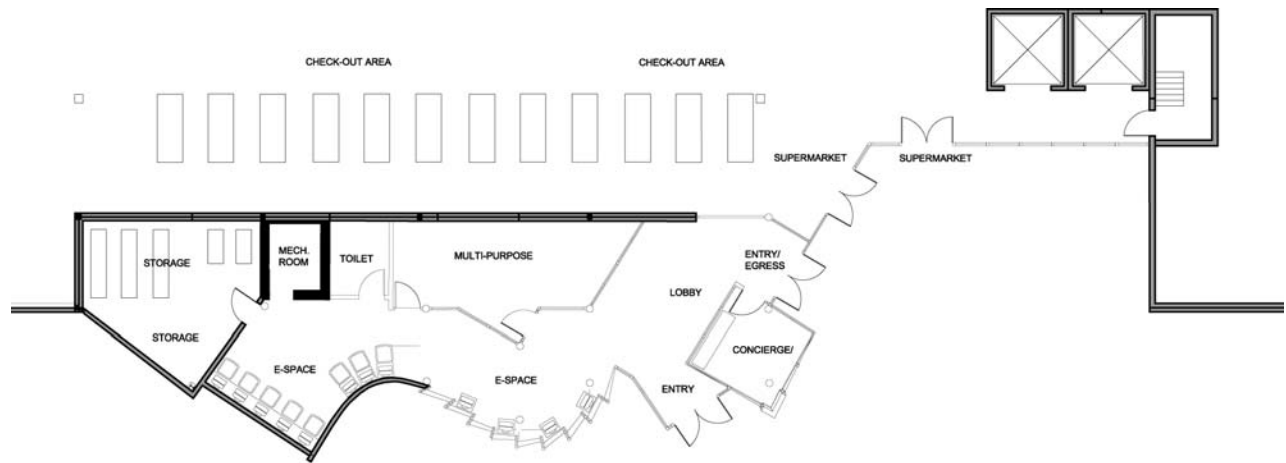 CHECK-OUT AREA
CHECK-OUT AREA
SUPERMARKET
SUPERMARKET
MECH.
ROOM
TOILET
MULTI-PURPOSE
ENTRY/
EGRESS
STORAGE
LOBBY
STORAGE
CONCIERGE/
E-SPACE
E-SPACE
ENTRY